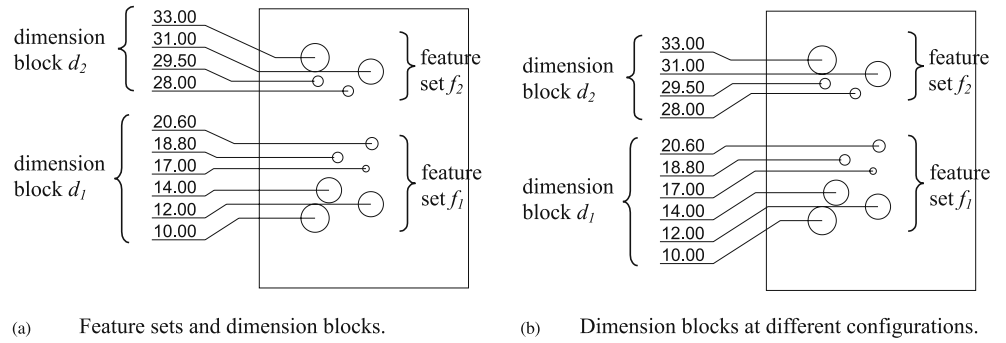 33.00
31.00
29.50
28.00
dimension
block d2
feature
set f2
20.60
18.80
17.00
14.00
12.00
10.00
dimension
block d1
feature
set f1
(a) Feature sets and dimension blocks.
33.00
31.00
29.50
28.00
dimension
block d2
feature
set f2
20.60
18.80
17.00
14.00
12.00
10.00
dimension
block d1
feature
set f1
(b) Dimension blocks at different configurations.